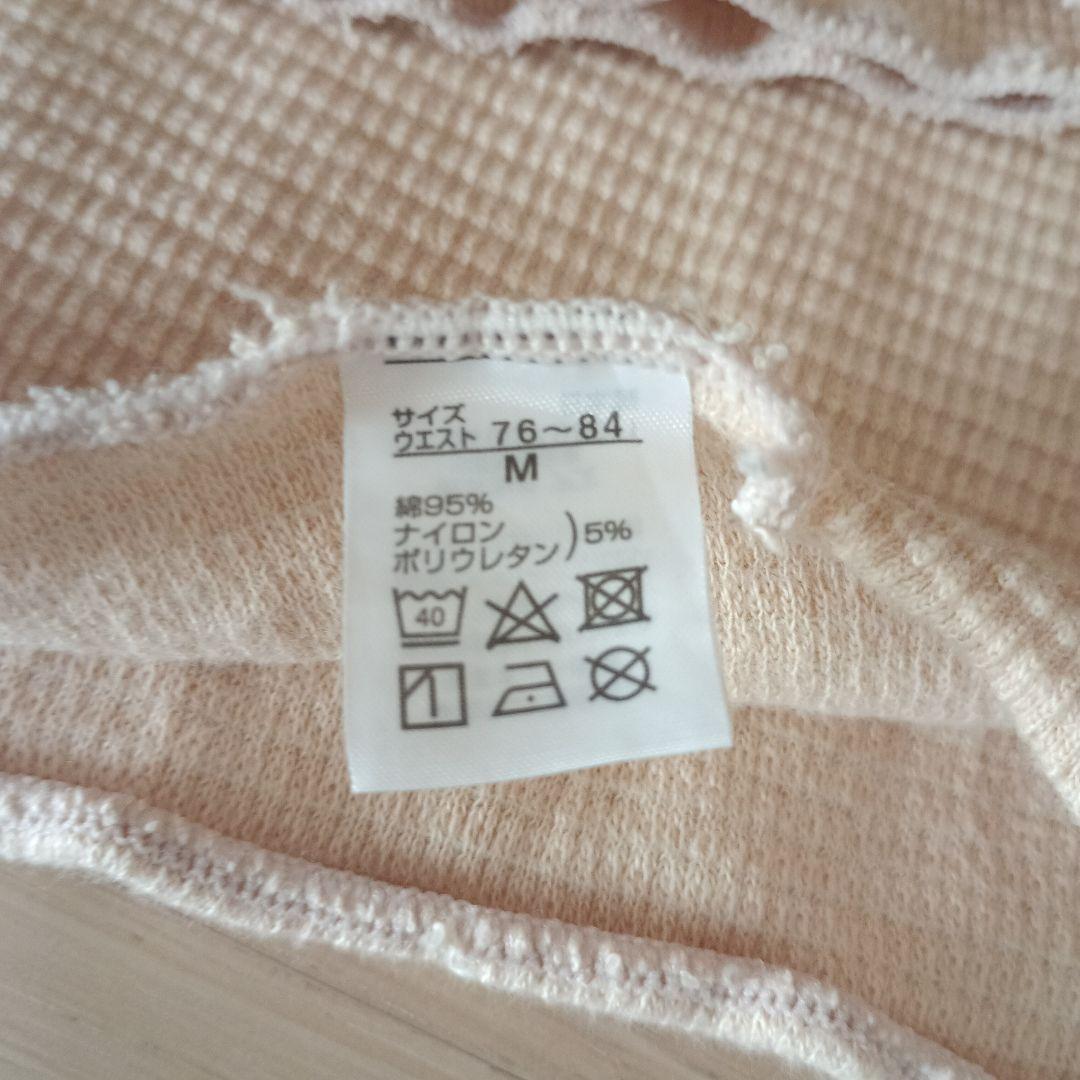 サイズ
ウエスト 76～84
M
綿95%
ナイロン
ポリウレタン)5%
40